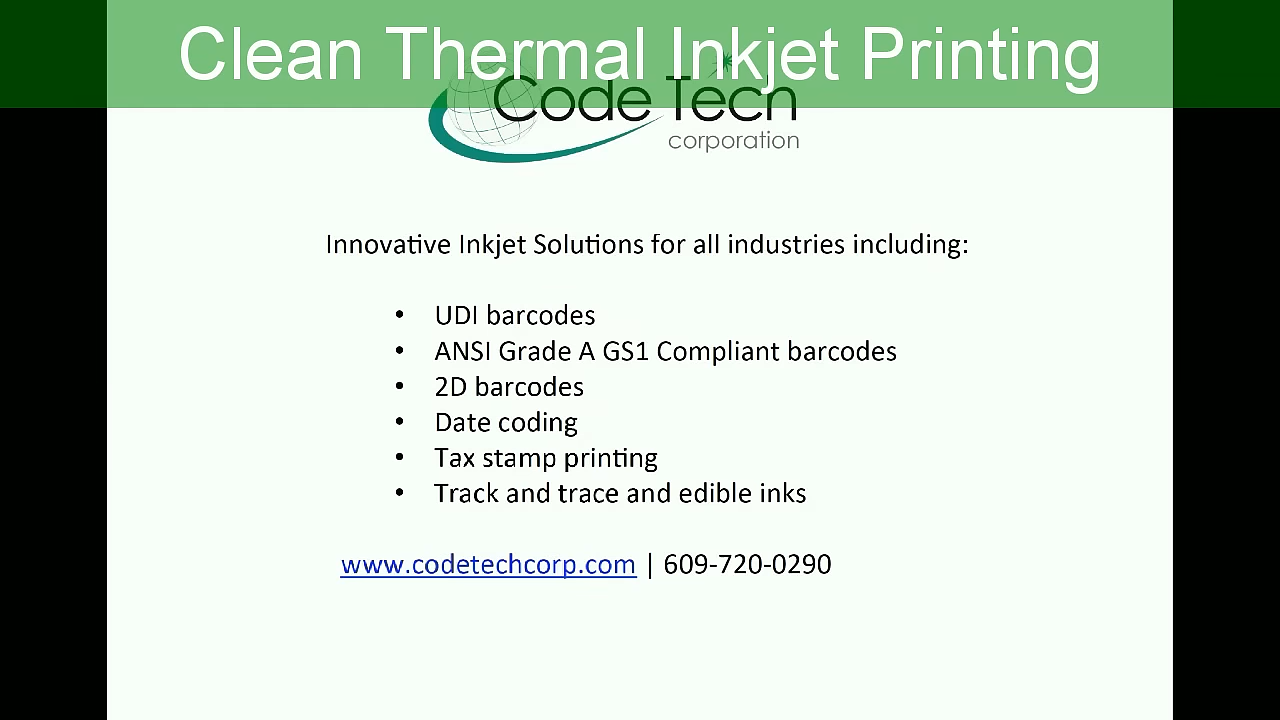 Clean Thermal Inkjet Printing
Code Tech
corporation
Innovative Inkjet Solutions for all industries including:
• UDI barcodes
• ANSI Grade A GS1 Compliant barcodes
• 2D barcodes
• Date coding
• Tax stamp printing
• Track and trace and edible inks
www.codetechcorp.com | 609-720-0290